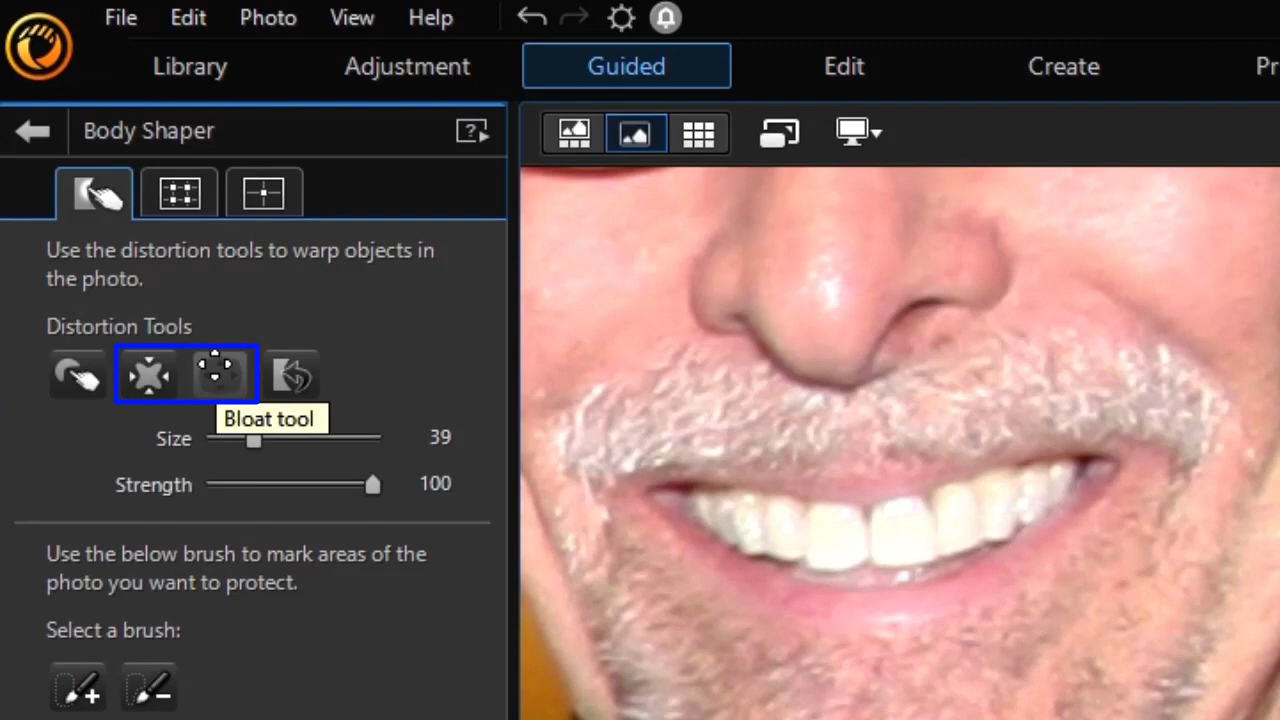 File Edit Photo View Help
Library Adjustment Guided Edit Create Pr
Body Shaper
?
Use the distortion tools to warp objects in
the photo.
Distortion Tools
Bloat tool
Size 39
Strength 100
Use the below brush to mark areas of the
photo you want to protect.
Select a brush: